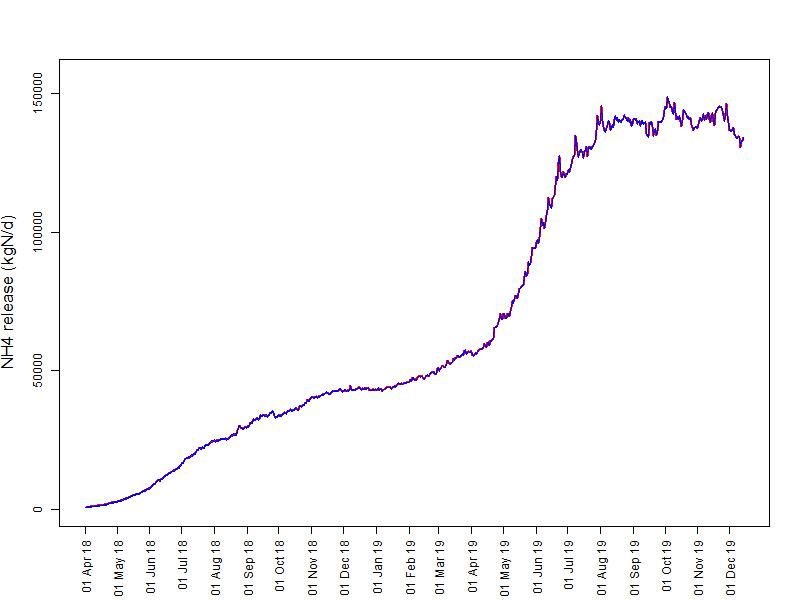 NH4 release (kgN/d)
150000
100000
50000
0
01 Apr 18
01 May 18
01 Jun 18
01 Jul 18
01 Aug 18
01 Sep 18
01 Oct 18
01 Nov 18
01 Dec 18
01 Jan 19
01 Feb 19
01 Mar 19
01 Apr 19
01 May 19
01 Jun 19
01 Jul 19
01 Aug 19
01 Sep 19
01 Oct 19
01 Nov 19
01 Dec 19